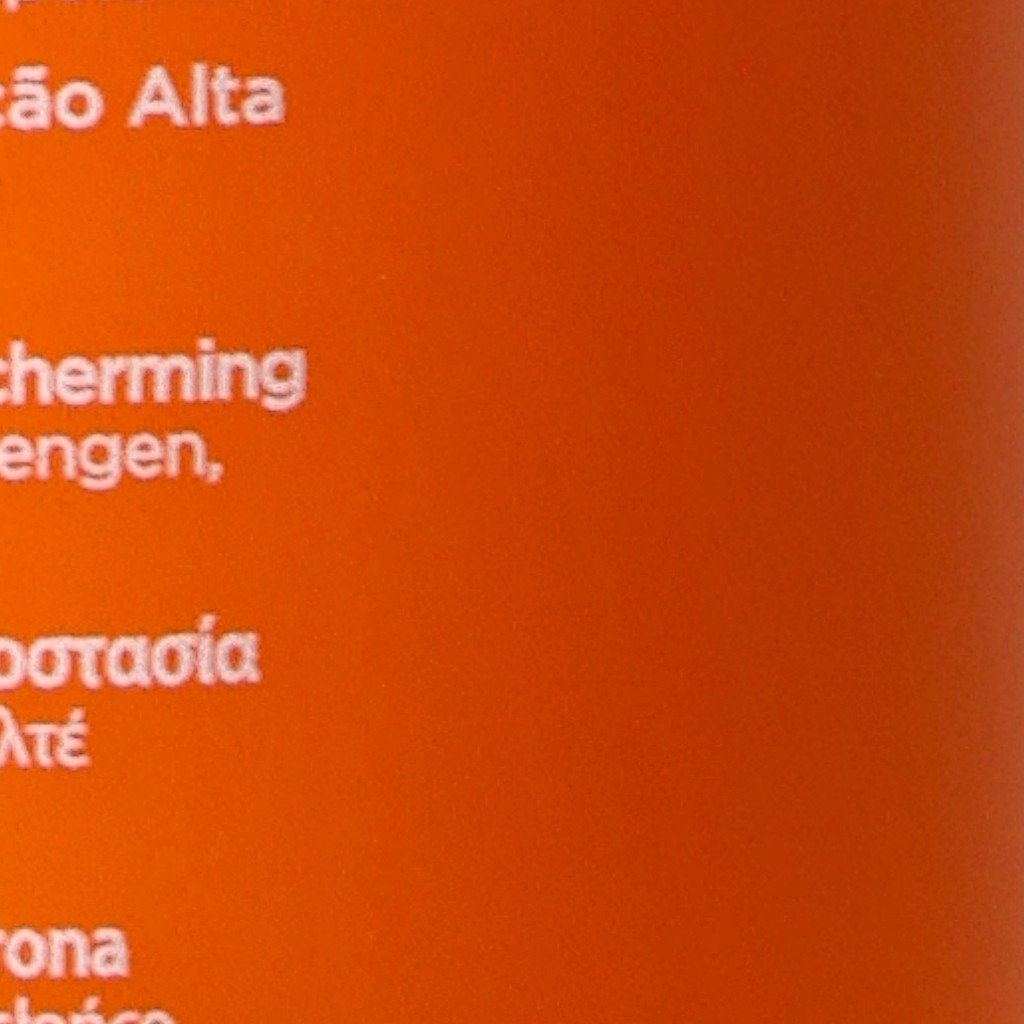 ção Alta
cherming
engen,
οστασία
λτέ
rona